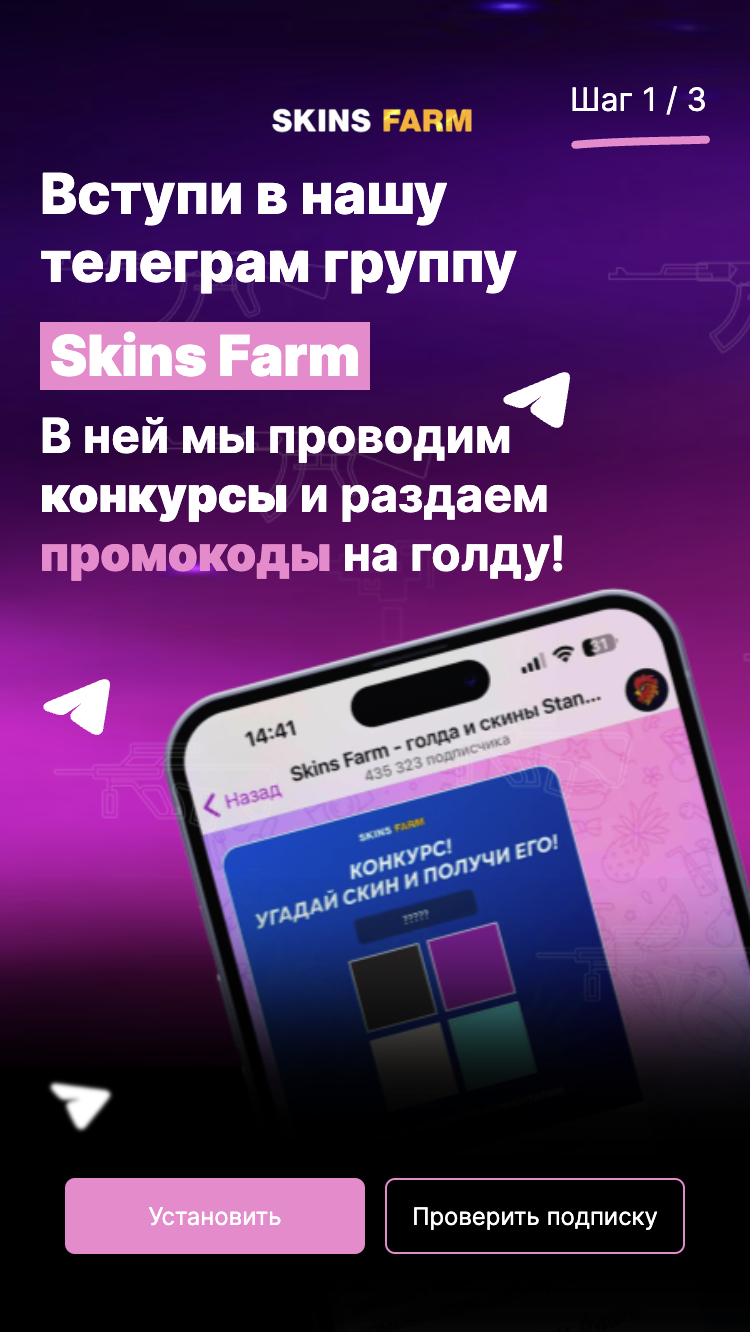 Шаг 1 / 3
SKINS FARM
Вступи в нашу
телеграм группу
Skins Farm
В ней мы проводим
конкурсы и раздаем
промокоды на голду!
14:41
31
Назад
Skins Farm - голда и скины Stan...
435 323 подписчика
SKINS FARM
КОНКУРС!
УГАДАЙ СКИН И ПОЛУЧИ ЕГО!
?????
Установить
Проверить подписку